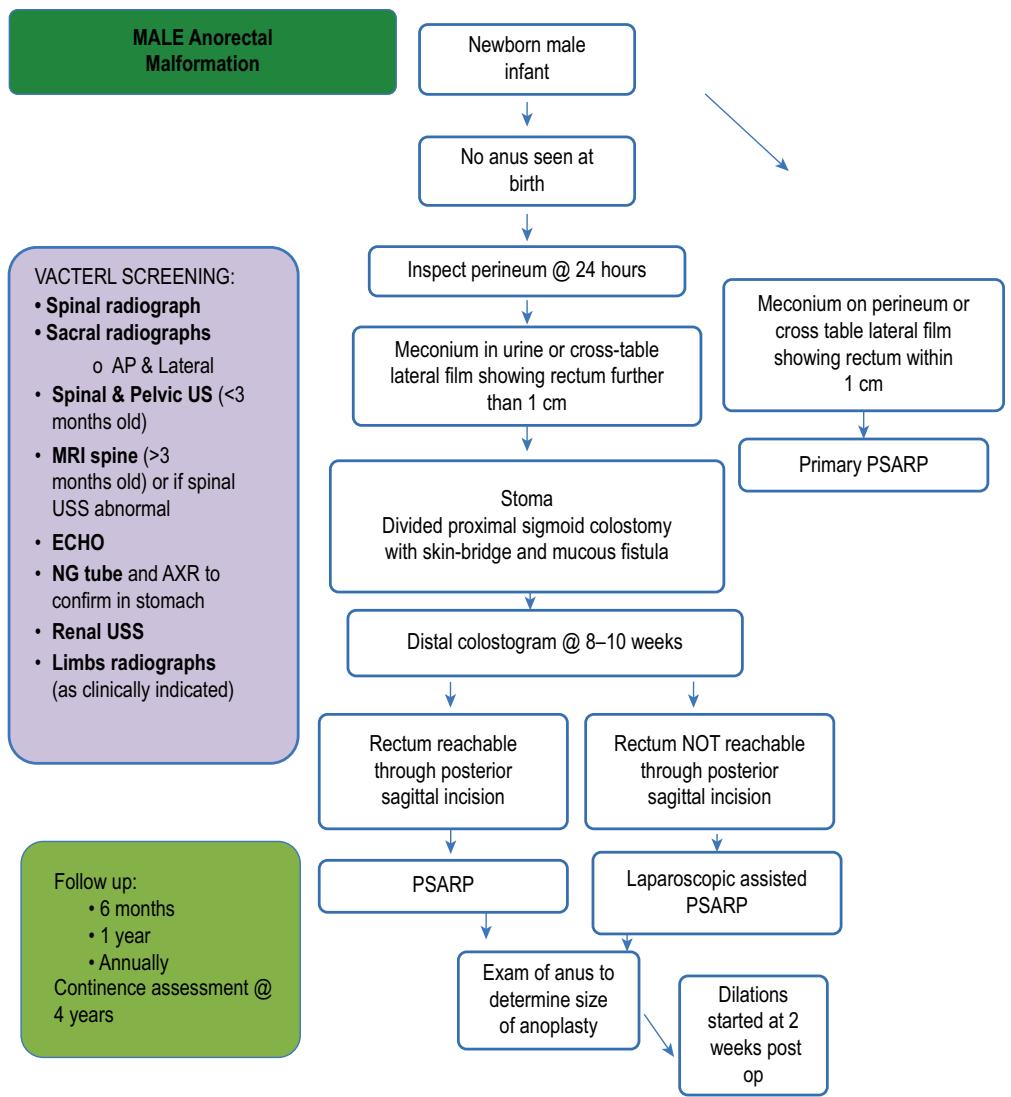 MALE Anorectal
Malformation
Newborn male
infant
No anus seen at
birth
Inspect perineum @ 24 hours
Meconium in urine or cross-table
lateral film showing rectum further
than 1 cm
Meconium on perineum or
cross table lateral film
showing rectum within
1 cm
Primary PSARP
Stoma
Divided proximal sigmoid colostomy
with skin-bridge and mucous fistula
Distal colostogram @ 8–10 weeks
Rectum reachable
through posterior
sagittal incision
Rectum NOT reachable
through posterior
sagittal incision
PSARP
Laparoscopic assisted
PSARP
Exam of anus to
determine size
of anoplasty
Dilations
started at 2
weeks post
op
VACTERL SCREENING:
• Spinal radiograph
• Sacral radiographs
o AP & Lateral
• Spinal & Pelvic US (<3
months old)
• MRI spine (>3
months old) or if spinal
USS abnormal
• ECHO
• NG tube and AXR to
confirm in stomach
• Renal USS
• Limbs radiographs
(as clinically indicated)
Follow up:
• 6 months
• 1 year
• Annually
Continence assessment @
4 years